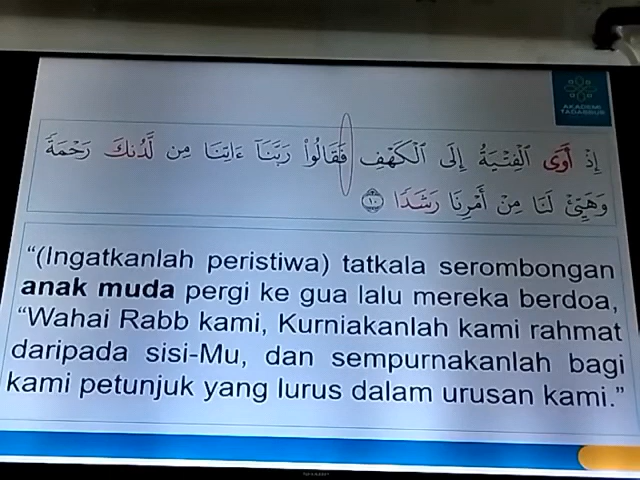 AKADEMI
TADABBUR
إِذْ أَوَى ٱلْفِتْيَةُ إِلَى ٱلْكَهْفِ فَقَالُوا۟ رَبَّنَآ ءَاتِنَا مِن لَّدُنكَ رَحْمَةً
وَهَيِّئْ لَنَا مِنْ أَمْرِنَا رَشَدًا ١٠
“(Ingatkanlah peristiwa) tatkala serombongan
anak muda pergi ke gua lalu mereka berdoa,
“Wahai Rabb kami, Kurniakanlah kami rahmat
daripada sisi-Mu, dan sempurnakanlah bagi
kami petunjuk yang lurus dalam urusan kami.”